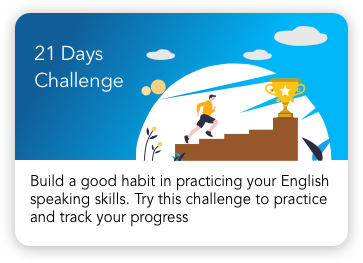 21 Days
Challenge
Build a good habit in practicing your English
speaking skills. Try this challenge to practice
and track your progress